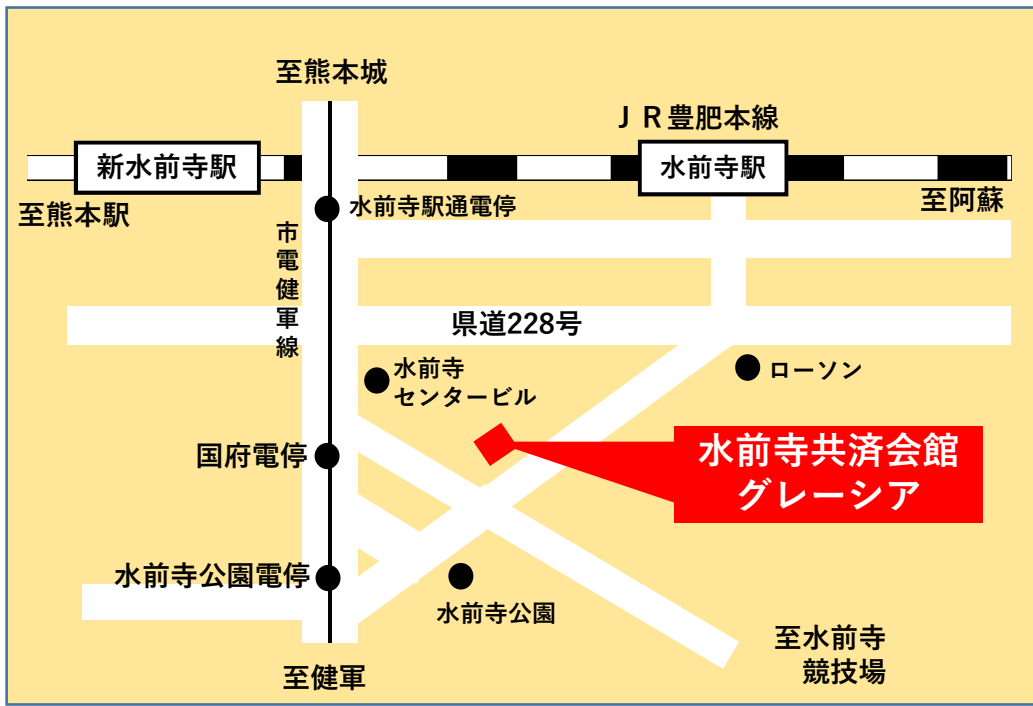 至熊本城
ＪＲ豊肥本線
新水前寺駅
水前寺駅
至熊本駅
水前寺駅通電停
至阿蘇
市電健軍線
県道228号
水前寺
センタービル
ローソン
国府電停
水前寺共済会館
グレーシア
水前寺公園電停
水前寺公園
至水前寺
競技場
至健軍